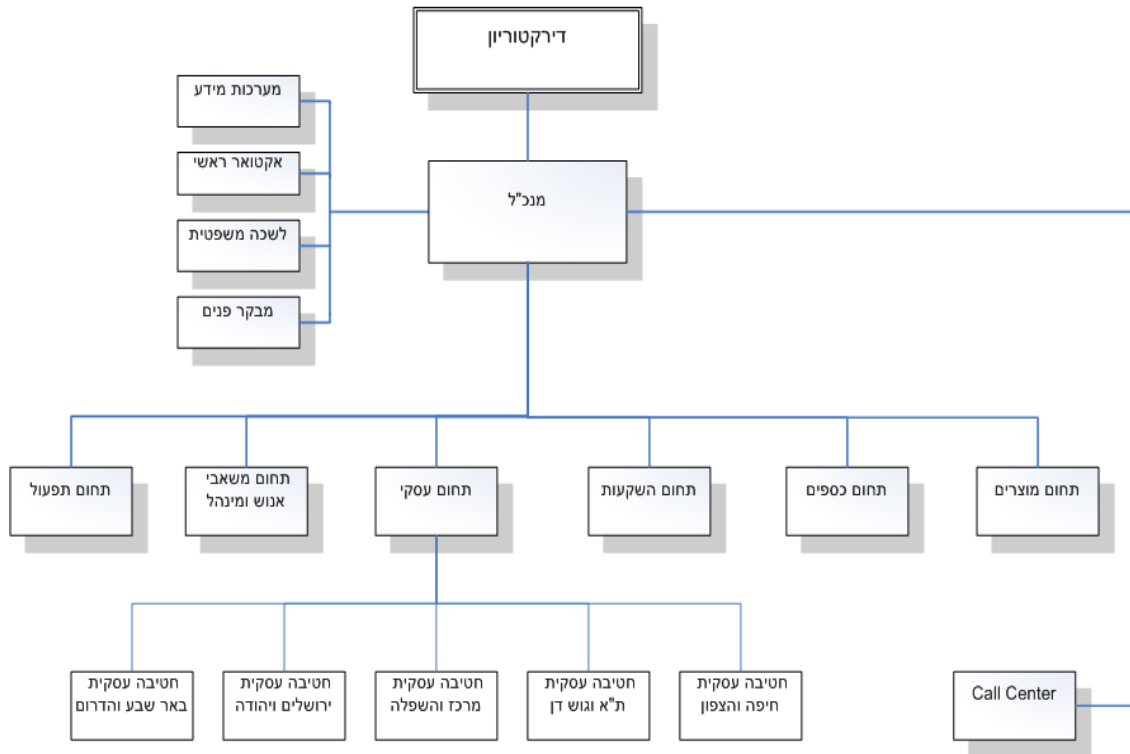 דירקטוריון
מנכ"ל
מערכות מידע
אקטואר ראשי
לשכה משפטית
מבקר פנים
תחום מוצרים
תחום כספים
תחום השקעות
תחום עסקי
תחום משאבי
אנוש ומינהל
תחום תפעול
חטיבה עסקית
חיפה והצפון
חטיבה עסקית
ת"א וגוש דן
חטיבה עסקית
מרכז והשפלה
חטיבה עסקית
ירושלים ויהודה
חטיבה עסקית
באר שבע והדרום
Call Center